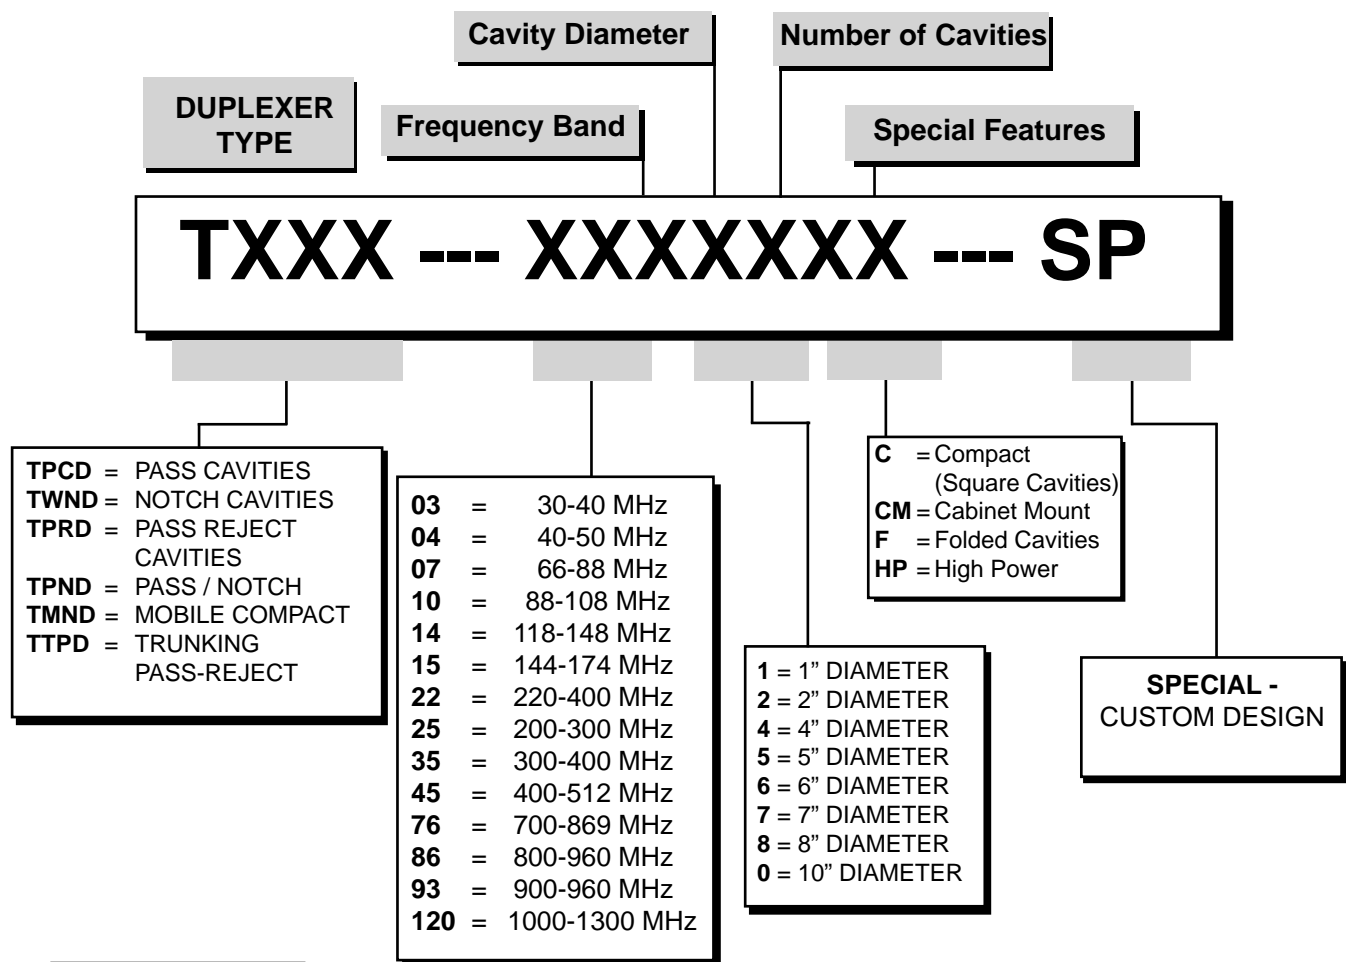 Cavity Diameter
Number of Cavities
DUPLEXER
TYPE
Frequency Band
Special Features
TXXX --- XXXXXXX --- SP
TPCD = PASS CAVITIES
TWND = NOTCH CAVITIES
TPRD = PASS REJECT
CAVITIES
TPND = PASS / NOTCH
TMND = MOBILE COMPACT
TTPD = TRUNKING
PASS-REJECT
03 = 30-40 MHz
04 = 40-50 MHz
07 = 66-88 MHz
10 = 88-108 MHz
14 = 118-148 MHz
15 = 144-174 MHz
22 = 220-400 MHz
25 = 200-300 MHz
35 = 300-400 MHz
45 = 400-512 MHz
76 = 700-869 MHz
86 = 800-960 MHz
93 = 900-960 MHz
120 = 1000-1300 MHz
1 = 1” DIAMETER
2 = 2” DIAMETER
4 = 4” DIAMETER
5 = 5” DIAMETER
6 = 6” DIAMETER
7 = 7” DIAMETER
8 = 8” DIAMETER
0 = 10” DIAMETER
C = Compact
(Square Cavities)
CM = Cabinet Mount
F = Folded Cavities
HP = High Power
SPECIAL -
CUSTOM DESIGN